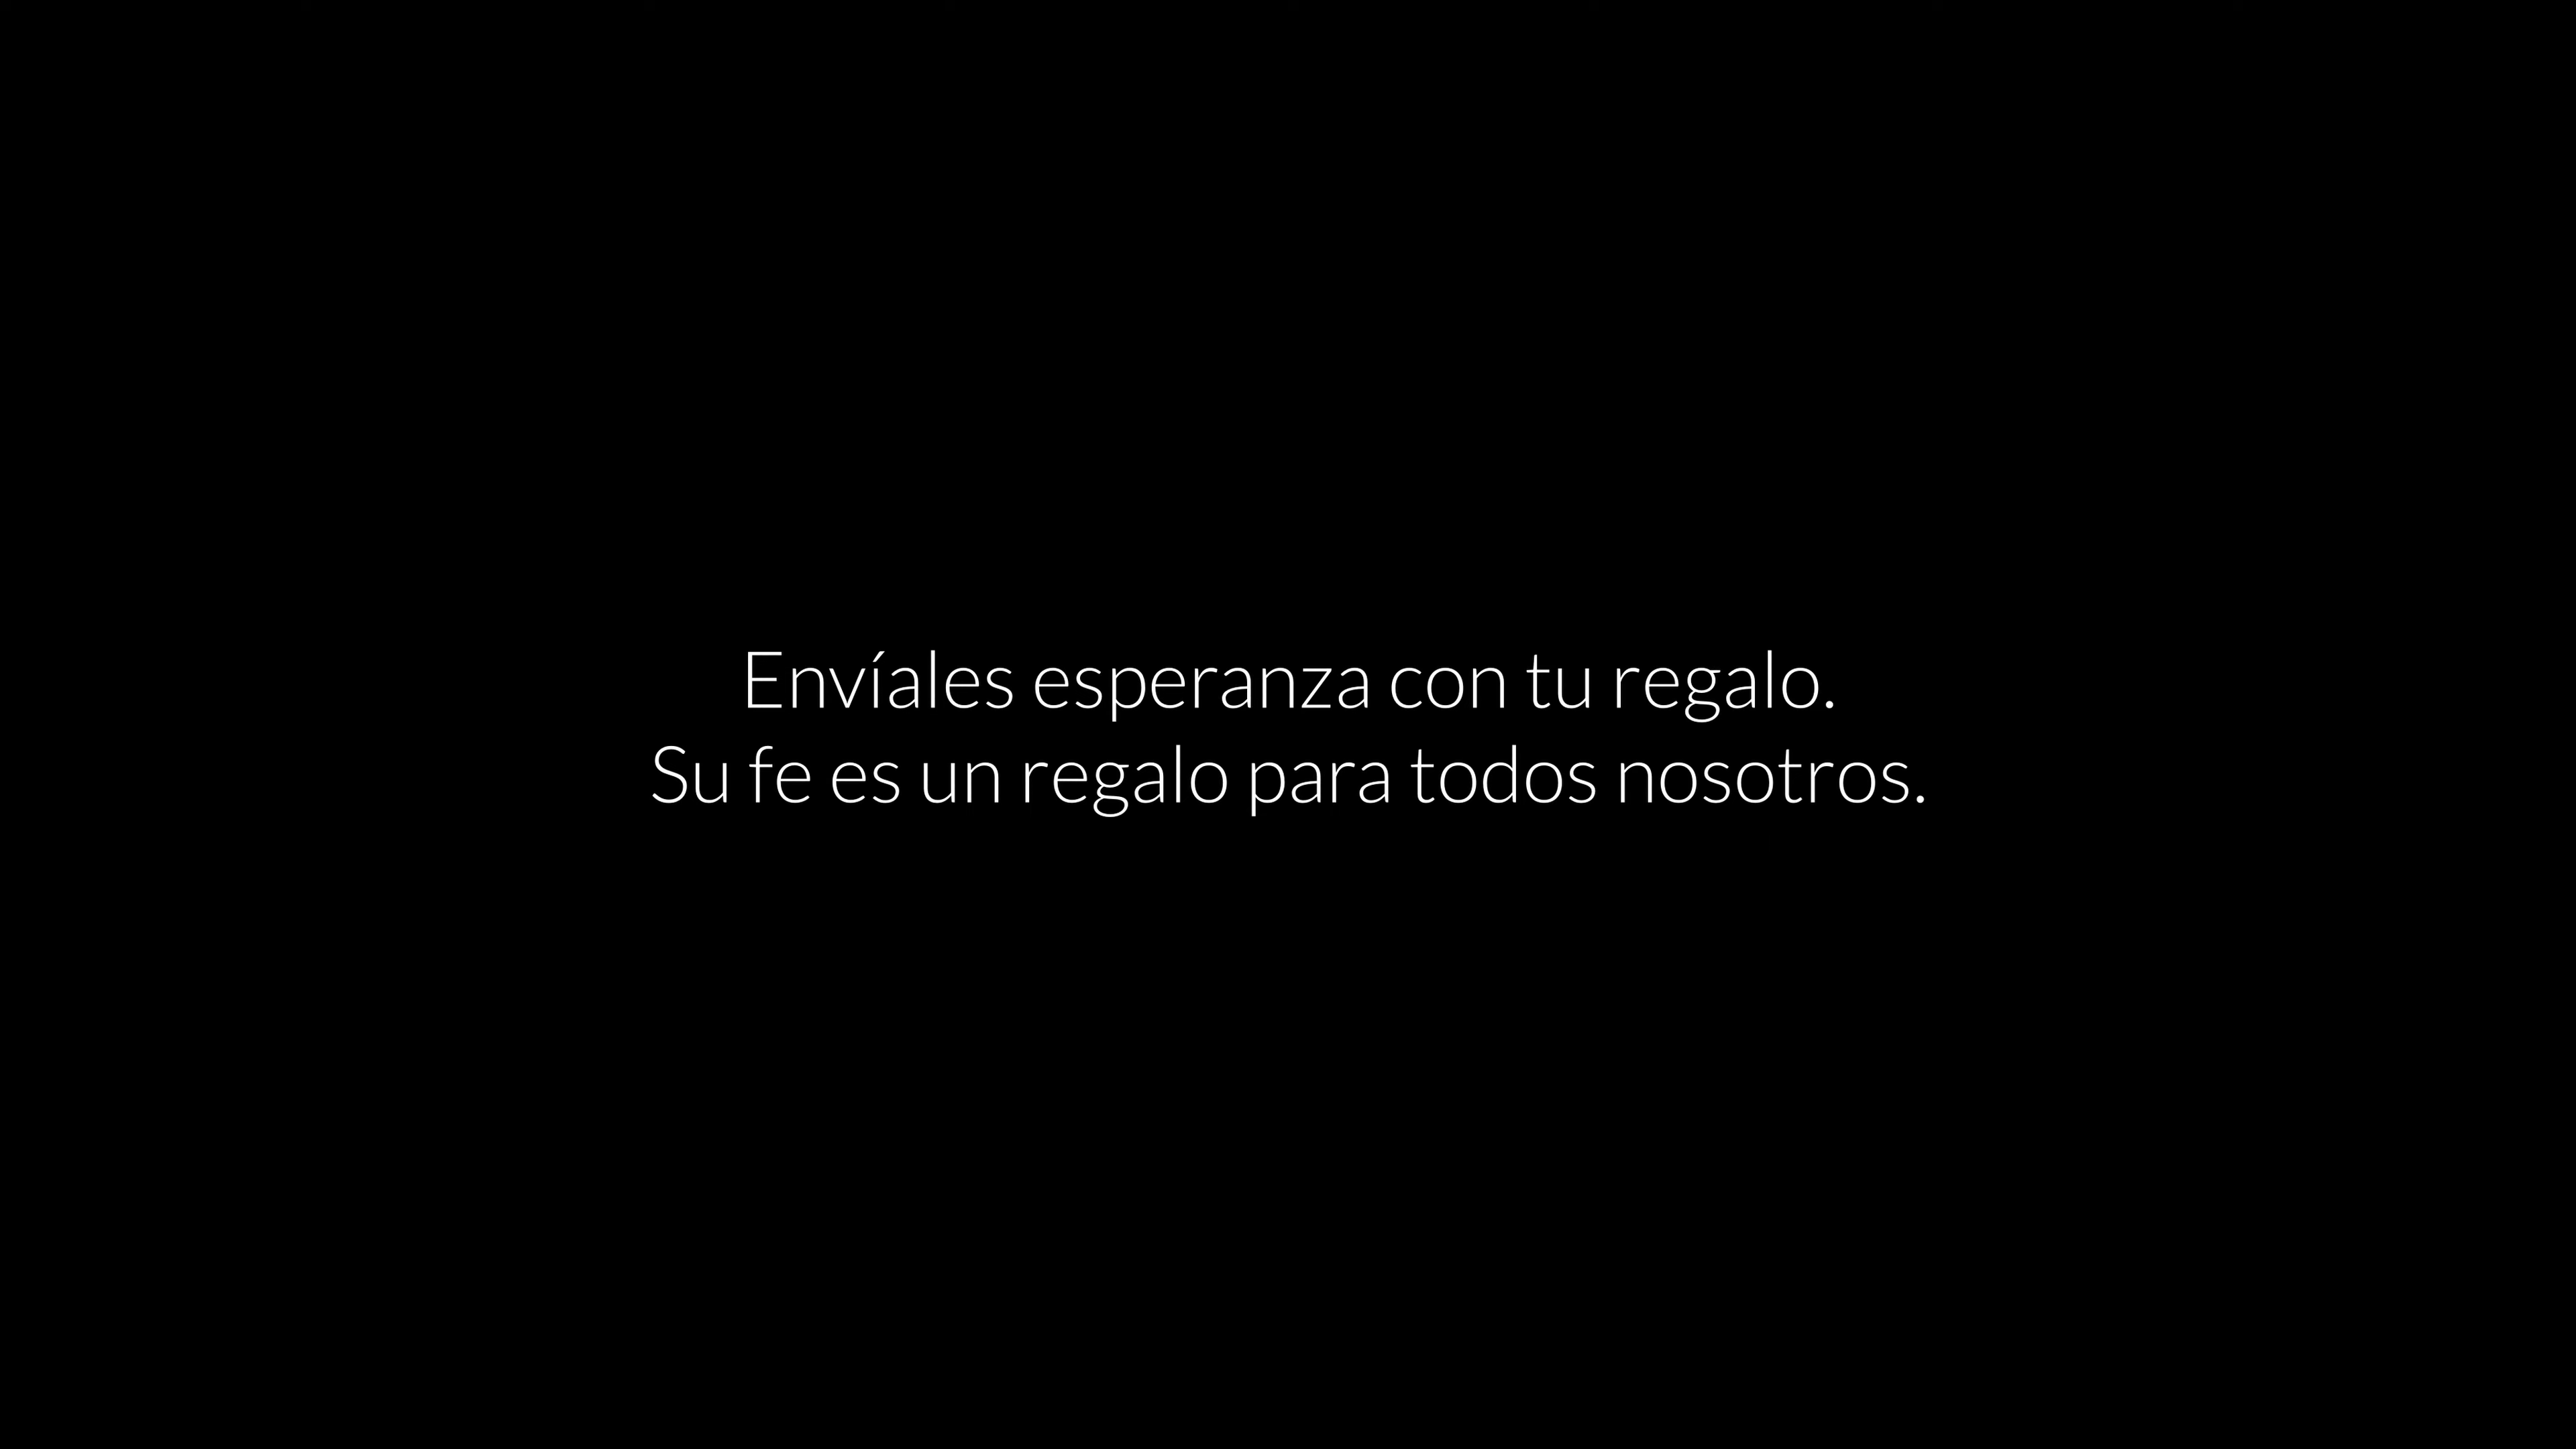 Envíales esperanza con tu regalo.
Su fe es un regalo para todos nosotros.